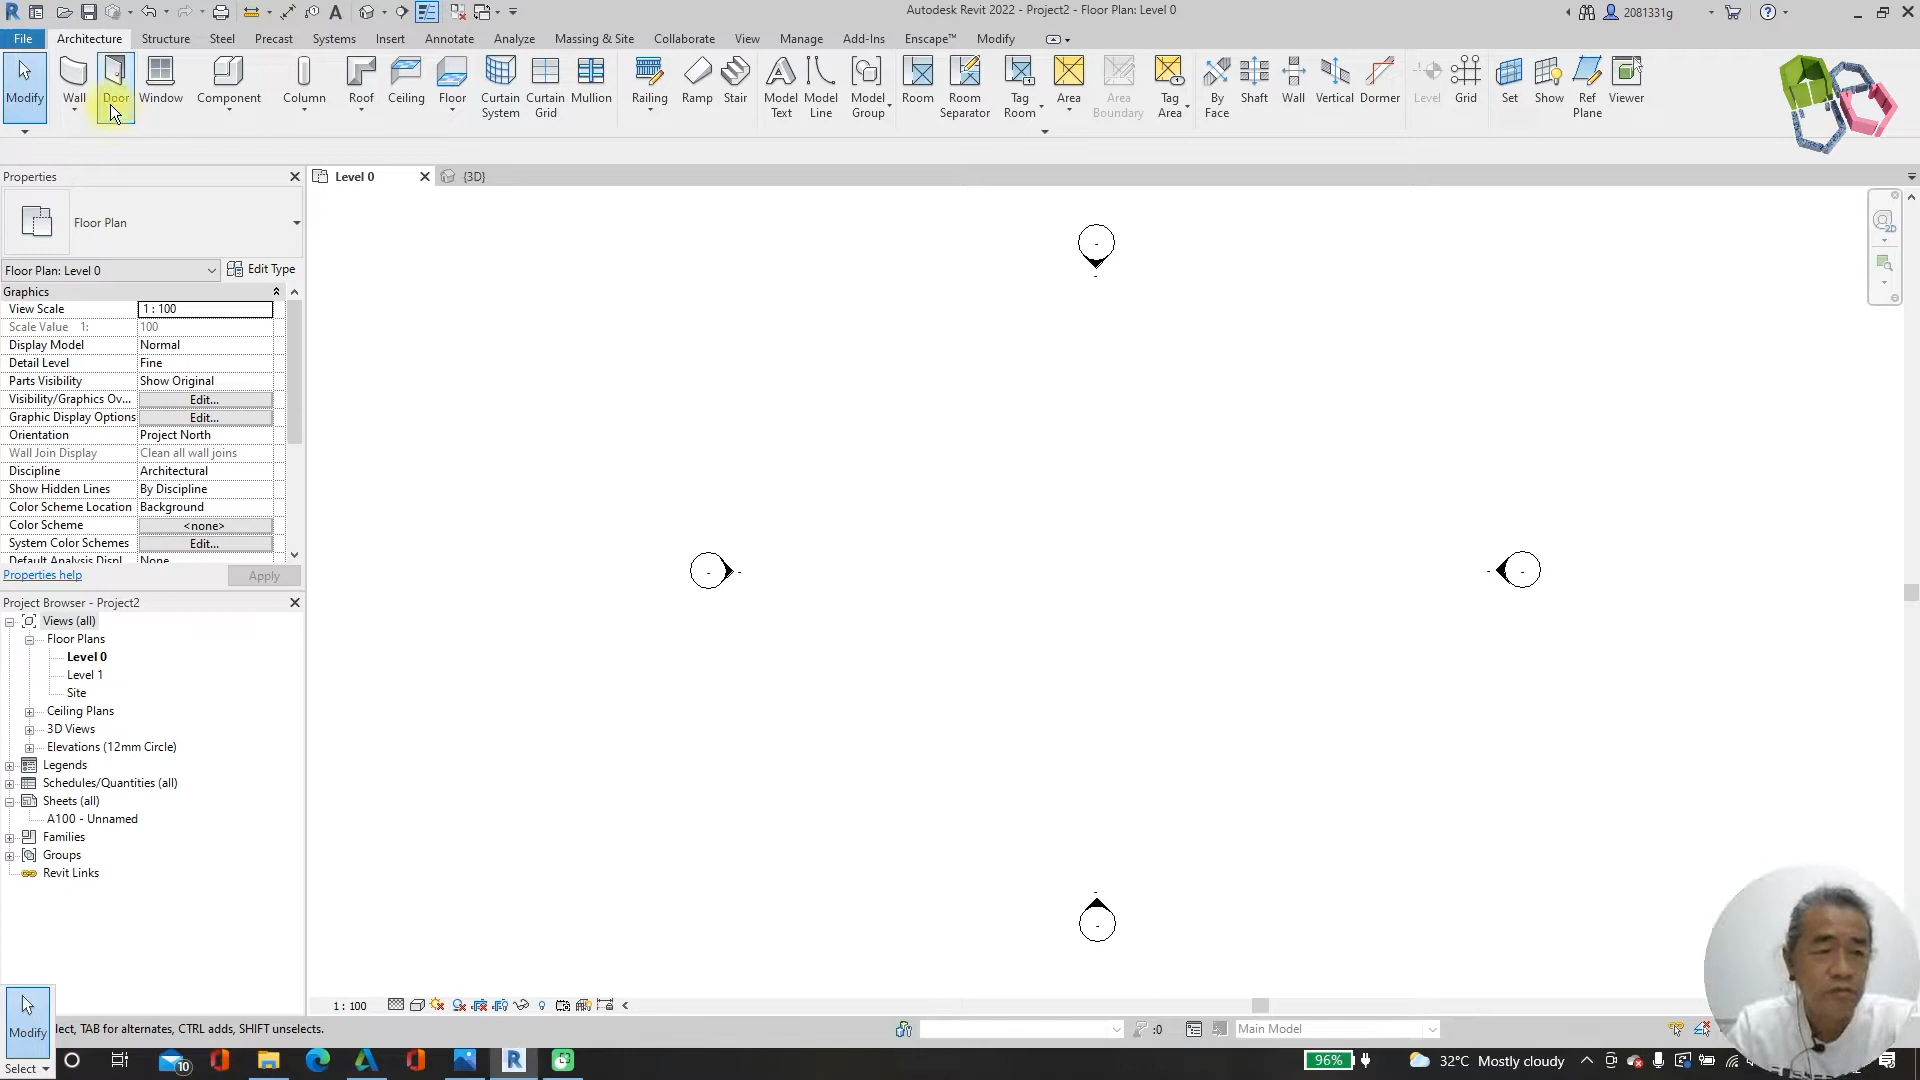 Autodesk Revit 2022 - Project2 - Floor Plan: Level 0
2081331g
File Architecture Structure Steel Precast Systems Insert Annotate Analyze Massing & Site Collaborate View Manage Add-Ins Enscape™ Modify
Modify Wall Door Window Component Column Roof Ceiling Floor Curtain System Curtain Grid Mullion Railing Ramp Stair Model Text Model Line Model Group Room Room Separator Tag Room Area Area Boundary Tag Area By Face Shaft Wall Vertical Dormer Level Grid Set Show Ref Plane Viewer
Properties
Level 0
{3D}
Floor Plan
2D
Floor Plan: Level 0
Edit Type
Graphics
View Scale 1 : 100
Scale Value 1: 100
Display Model Normal
Detail Level Fine
Parts Visibility Show Original
Visibility/Graphics Ov... Edit...
Graphic Display Options Edit...
Orientation Project North
Wall Join Display Clean all wall joins
Discipline Architectural
Show Hidden Lines By Discipline
Color Scheme Location Background
Color Scheme <none>
System Color Schemes Edit...
Default Analysis Displ... None
Properties help Apply
Project Browser - Project2
Views (all)
Floor Plans
Level 0
Level 1
Site
Ceiling Plans
3D Views
Elevations (12mm Circle)
Legends
Schedules/Quantities (all)
Sheets (all)
A100 - Unnamed
Families
Groups
Revit Links
1 : 100
Modify
Select
lect, TAB for alternates, CTRL adds, SHIFT unselects.
:0
Main Model
10
96%
32°C Mostly cloudy